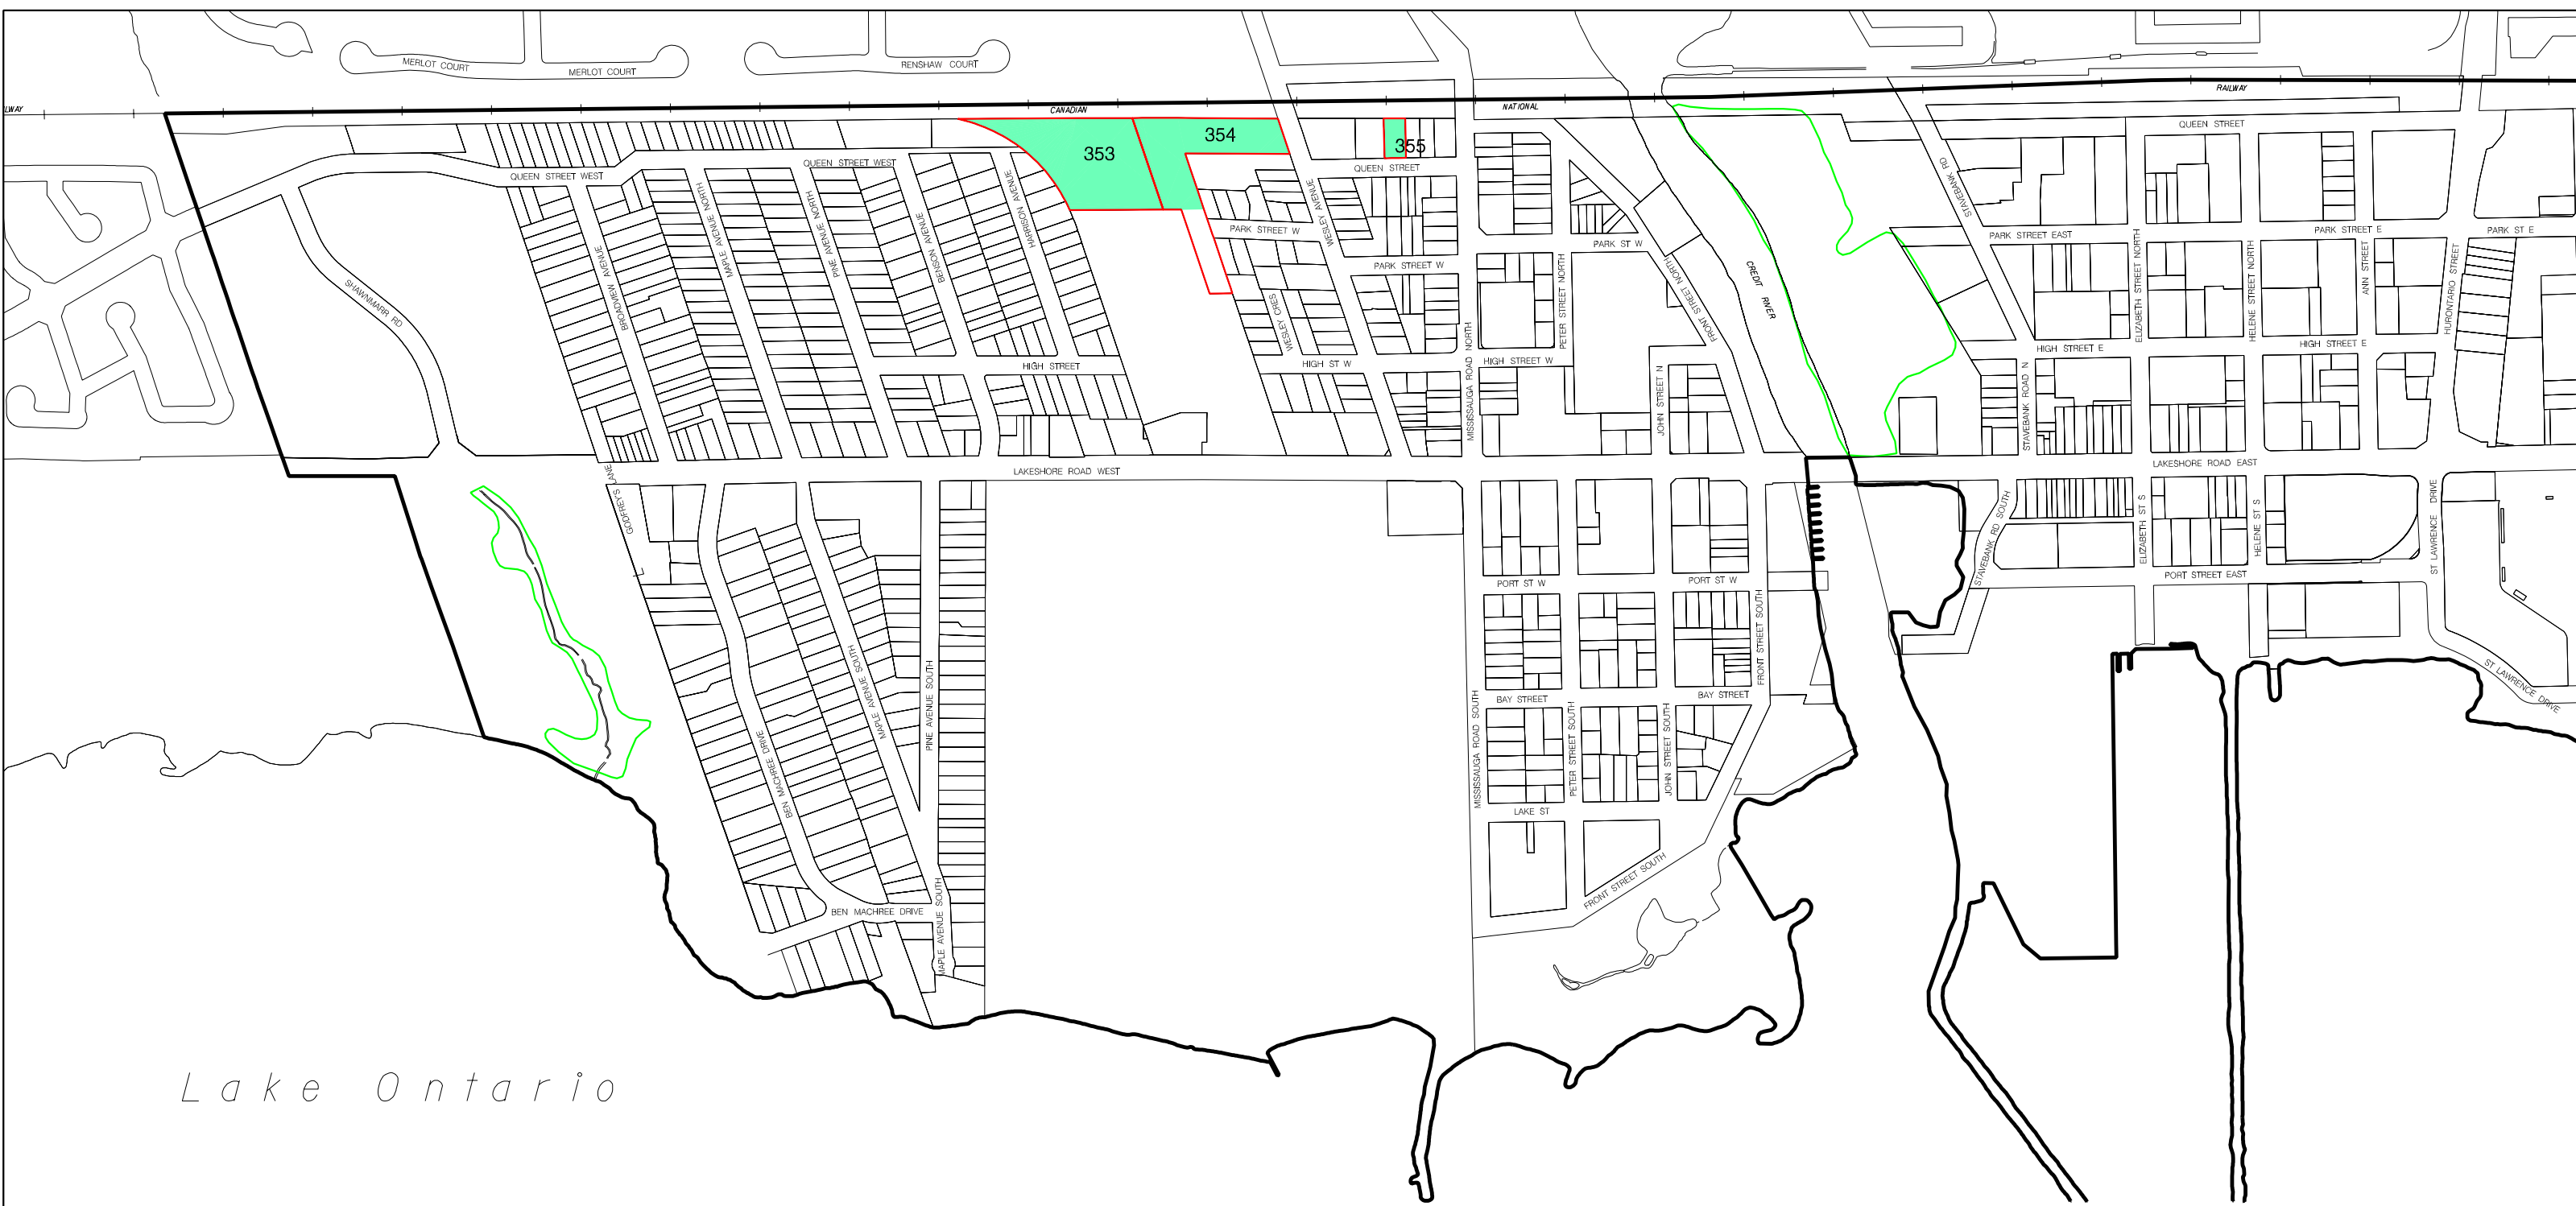 MERLOT COURT
MERLOT COURT
RENSHAW COURT
LWAY
CANADIAN
NATIONAL
RAILWAY
353
354
355
QUEEN STREET
QUEEN STREET WEST
QUEEN STREET WEST
QUEEN STREET
STAVEBANK RD
SHAWNMARR RD
BROADVIEW AVENUE
MAPLE AVENUE NORTH
PINE AVENUE NORTH
BENSON AVENUE
HARRISON AVENUE
WESLEY AVENUE
PARK STREET W
PARK STREET W
PARK ST W
PARK STREET EAST
PARK STREET E
PARK ST E
WESLEY CRES
MISSISSAUGA ROAD NORTH
PETER STREET NORTH
FRONT STREET NORTH
FRONT STREET NORTH
CREDIT RIVER
ELIZABETH STREET NORTH
HELENE STREET NORTH
ANN STREET
HURONTARIO STREET
HIGH STREET
HIGH ST W
HIGH STREET W
HIGH STREET E
HIGH STREET E
JOHN STREET N
STAVEBANK ROAD N
LAKESHORE ROAD WEST
LAKESHORE ROAD EAST
GODFREY'S LANE
STAVEBANK RD SOUTH
ELIZABETH ST S
HELENE ST S
ST LAWRENCE DRIVE
PORT ST W
PORT ST W
PORT STREET EAST
FRONT STREET SOUTH
BEN MACHREE DRIVE
MAPLE AVENUE SOUTH
PINE AVENUE SOUTH
MISSISSAUGA ROAD SOUTH
BAY STREET
BAY STREET
PETER STREET SOUTH
JOHN STREET SOUTH
ST LAWRENCE DRIVE
LAKE ST
FRONT STREET SOUTH
BEN MACHREE DRIVE
MAPLE AVENUE SOUTH
Lake Ontario